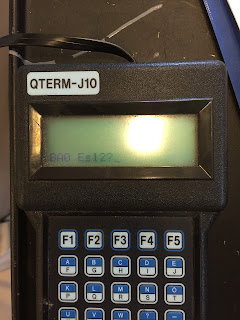 QTERM-J10
F1 F2 F3 F4 F5
A B C D E
F G H I J
K L M N O
P Q R S T
U V W ?